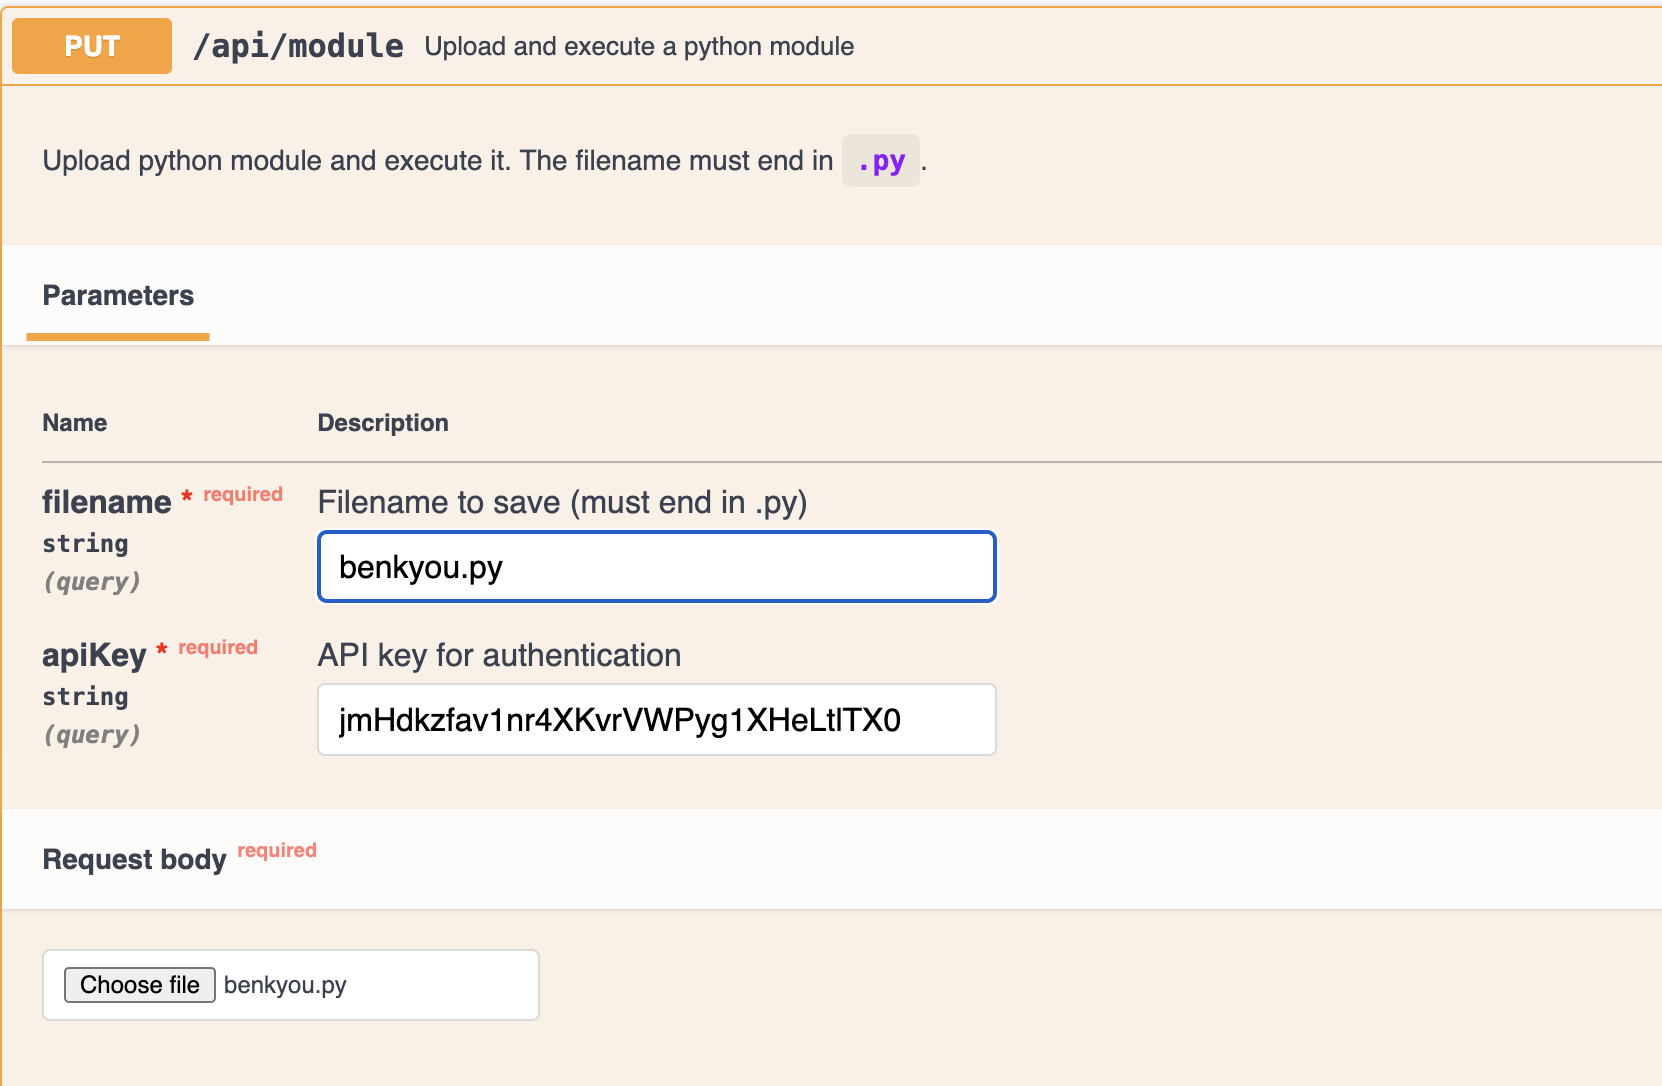 PUT /api/module Upload and execute a python module
Upload python module and execute it. The filename must end in .py .
Parameters
Name Description
filename * required Filename to save (must end in .py)
string
(query)
benkyou.py
apiKey * required API key for authentication
string
(query)
jmHdkzfav1nr4XKvrVWPyg1XHeLtlTX0
Request body required
Choose file benkyou.py